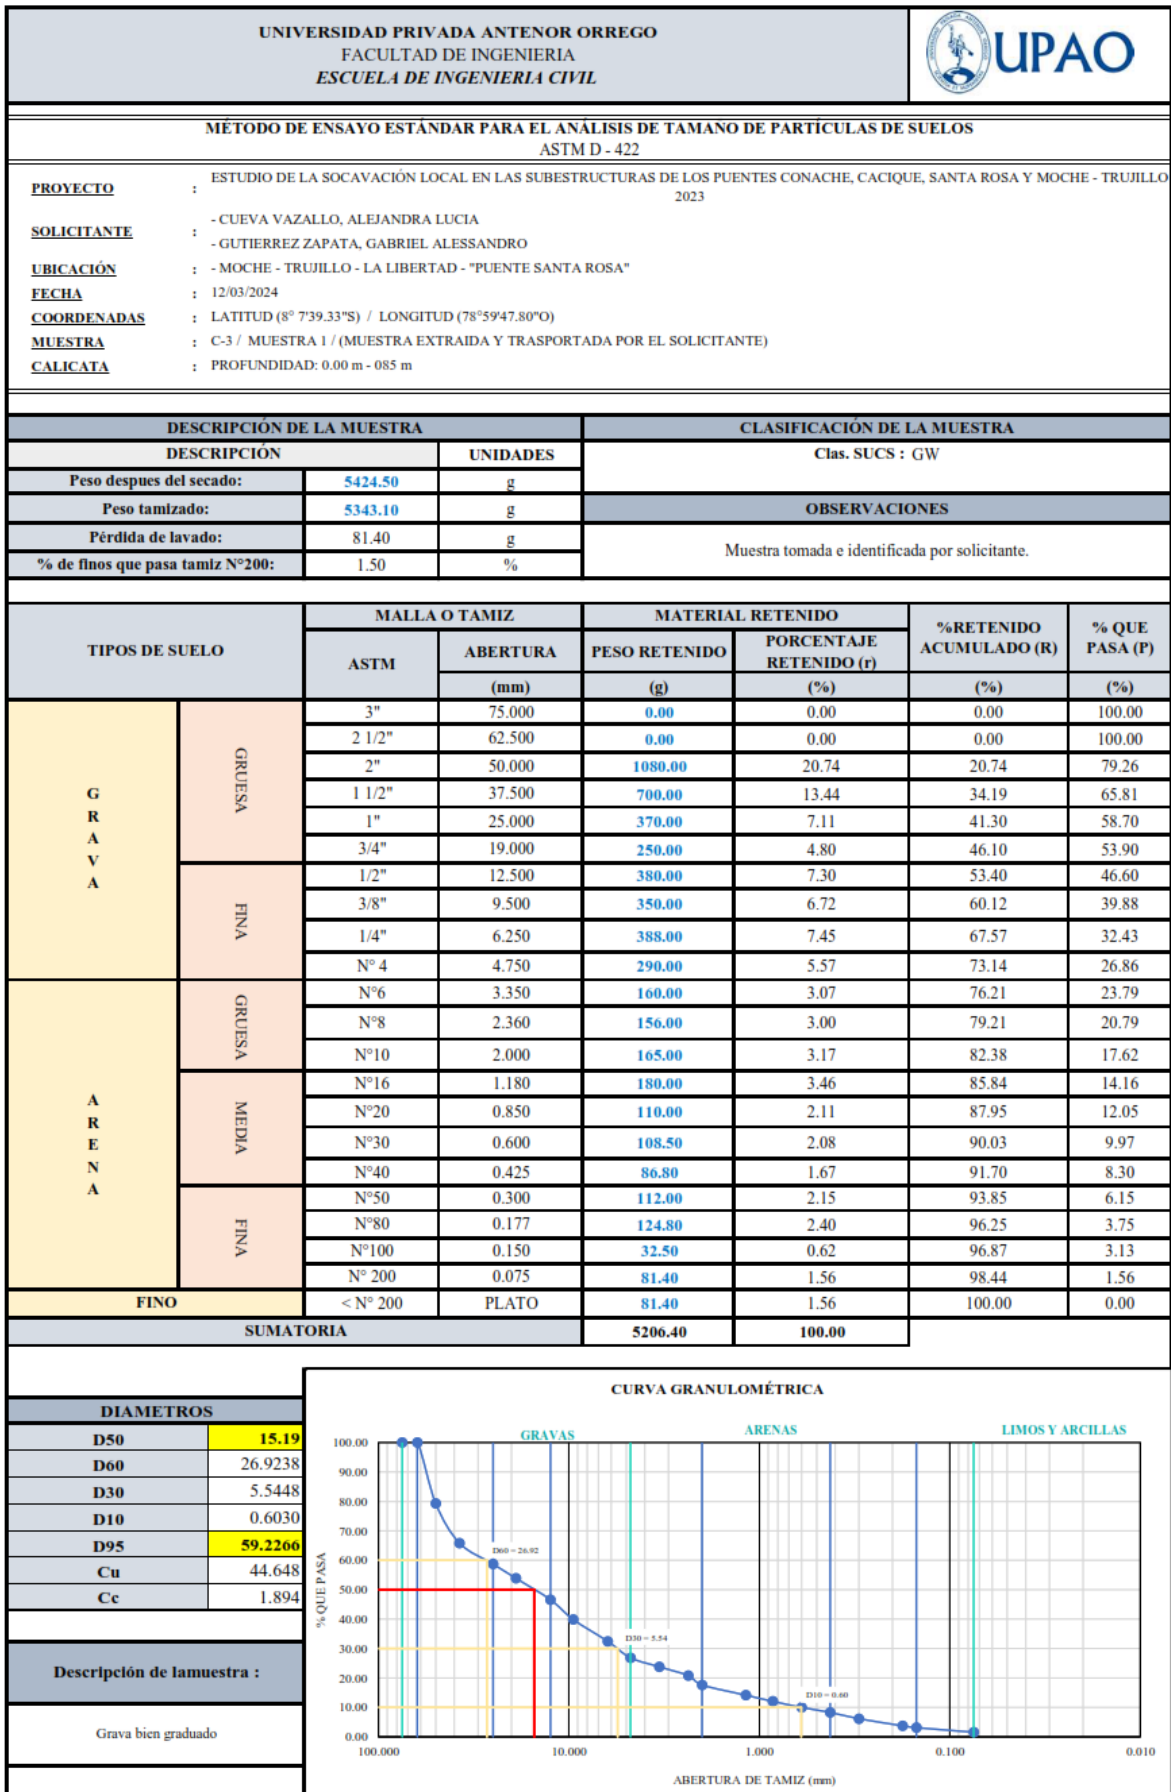 UNIVERSIDAD PRIVADA ANTENOR ORREGO
FACULTAD DE INGENIERIA
ESCUELA DE INGENIERIA CIVIL
UPAO
MÉTODO DE ENSAYO ESTÁNDAR PARA EL ANÁLISIS DE TAMAÑO DE PARTÍCULAS DE SUELOS
ASTM D - 422
PROYECTO : ESTUDIO DE LA SOCAVACIÓN LOCAL EN LAS SUBESTRUCTURAS DE LOS PUENTES CONACHE, CACIQUE, SANTA ROSA Y MOCHE - TRUJILLO
2023
SOLICITANTE : - CUEVA VAZALLO, ALEJANDRA LUCIA
- GUTIERREZ ZAPATA, GABRIEL ALESSANDRO
UBICACIÓN : - MOCHE - TRUJILLO - LA LIBERTAD - "PUENTE SANTA ROSA"
FECHA : 12/03/2024
COORDENADAS : LATITUD (8° 7'39.33"S) / LONGITUD (78°59'47.80"O)
MUESTRA : C-3 / MUESTRA 1 / (MUESTRA EXTRAIDA Y TRASPORTADA POR EL SOLICITANTE)
CALICATA : PROFUNDIDAD: 0.00 m - 085 m
DESCRIPCIÓN DE LA MUESTRA
DESCRIPCIÓN UNIDADES
Peso despues del secado: 5424.50 g
Peso tamizado: 5343.10 g
Pérdida de lavado: 81.40 g
% de finos que pasa tamiz N°200: 1.50 %
CLASIFICACIÓN DE LA MUESTRA
Clas. SUCS : GW
OBSERVACIONES
Muestra tomada e identificada por solicitante.
TIPOS DE SUELO MALLA O TAMIZ MATERIAL RETENIDO %RETENIDO ACUMULADO (R) % QUE PASA (P)
ASTM ABERTURA PESO RETENIDO PORCENTAJE RETENIDO (r)
(mm) (g) (%) (%) (%)
GRAVA
GRUESA
3" 75.000 0.00 0.00 0.00 100.00
2 1/2" 62.500 0.00 0.00 0.00 100.00
2" 50.000 1080.00 20.74 20.74 79.26
1 1/2" 37.500 700.00 13.44 34.19 65.81
1" 25.000 370.00 7.11 41.30 58.70
3/4" 19.000 250.00 4.80 46.10 53.90
FINA
1/2" 12.500 380.00 7.30 53.40 46.60
3/8" 9.500 350.00 6.72 60.12 39.88
1/4" 6.250 388.00 7.45 67.57 32.43
N° 4 4.750 290.00 5.57 73.14 26.86
ARENA
GRUESA
N°6 3.350 160.00 3.07 76.21 23.79
N°8 2.360 156.00 3.00 79.21 20.79
N°10 2.000 165.00 3.17 82.38 17.62
MEDIA
N°16 1.180 180.00 3.46 85.84 14.16
N°20 0.850 110.00 2.11 87.95 12.05
N°30 0.600 108.50 2.08 90.03 9.97
N°40 0.425 86.80 1.67 91.70 8.30
FINA
N°50 0.300 112.00 2.15 93.85 6.15
N°80 0.177 124.80 2.40 96.25 3.75
N°100 0.150 32.50 0.62 96.87 3.13
N° 200 0.075 81.40 1.56 98.44 1.56
FINO < N° 200 PLATO 81.40 1.56 100.00 0.00
SUMATORIA 5206.40 100.00
DIAMETROS
D50 15.19
D60 26.9238
D30 5.5448
D10 0.6030
D95 59.2266
Cu 44.648
Cc 1.894
Descripción de lamuestra :
Grava bien graduado
CURVA GRANULOMÉTRICA
GRAVAS ARENAS LIMOS Y ARCILLAS
% QUE PASA
100.00
90.00
80.00
70.00
60.00
50.00
40.00
30.00
20.00
10.00
0.00
D60 = 26.92
D30 = 5.54
D10 = 0.60
100.000 10.000 1.000 0.100 0.010
ABERTURA DE TAMIZ (mm)